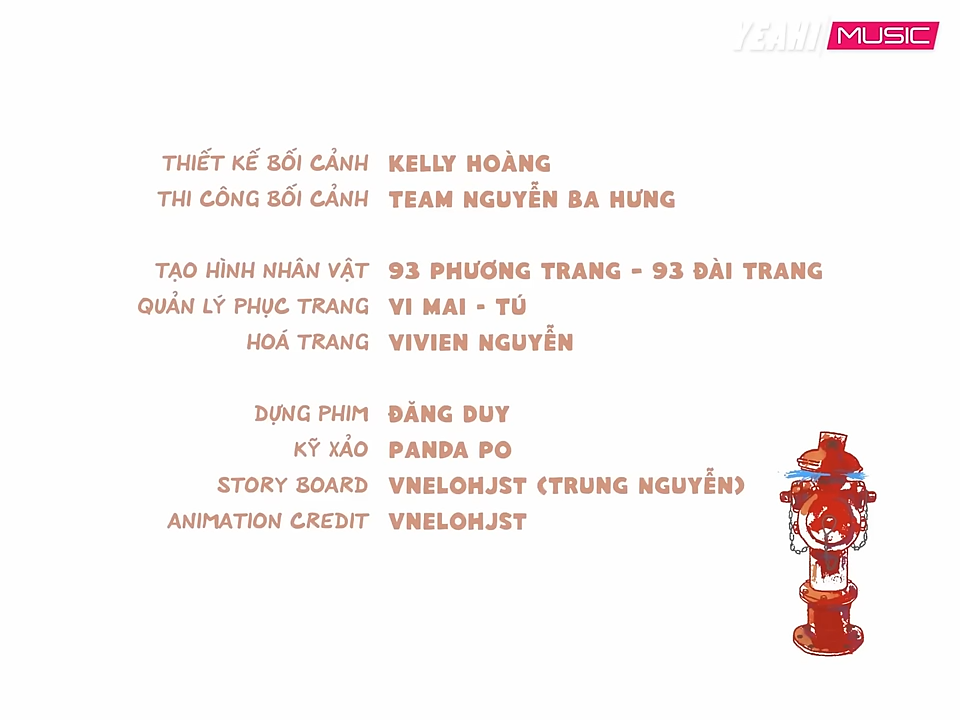 YEAH1 MUSIC
THIẾT KẾ BỐI CẢNH KELLY HOÀNG
THI CÔNG BỐI CẢNH TEAM NGUYỄN BA HƯNG
TẠO HÌNH NHÂN VẬT 93 PHƯƠNG TRANG - 93 ĐÀI TRANG
QUẢN LÝ PHỤC TRANG VI MAI - TÚ
HOÁ TRANG VIVIEN NGUYỄN
DỰNG PHIM ĐĂNG DUY
KỸ XẢO PANDA PO
STORY BOARD VNELOHJST (TRUNG NGUYỄN)
ANIMATION CREDIT VNELOHJST